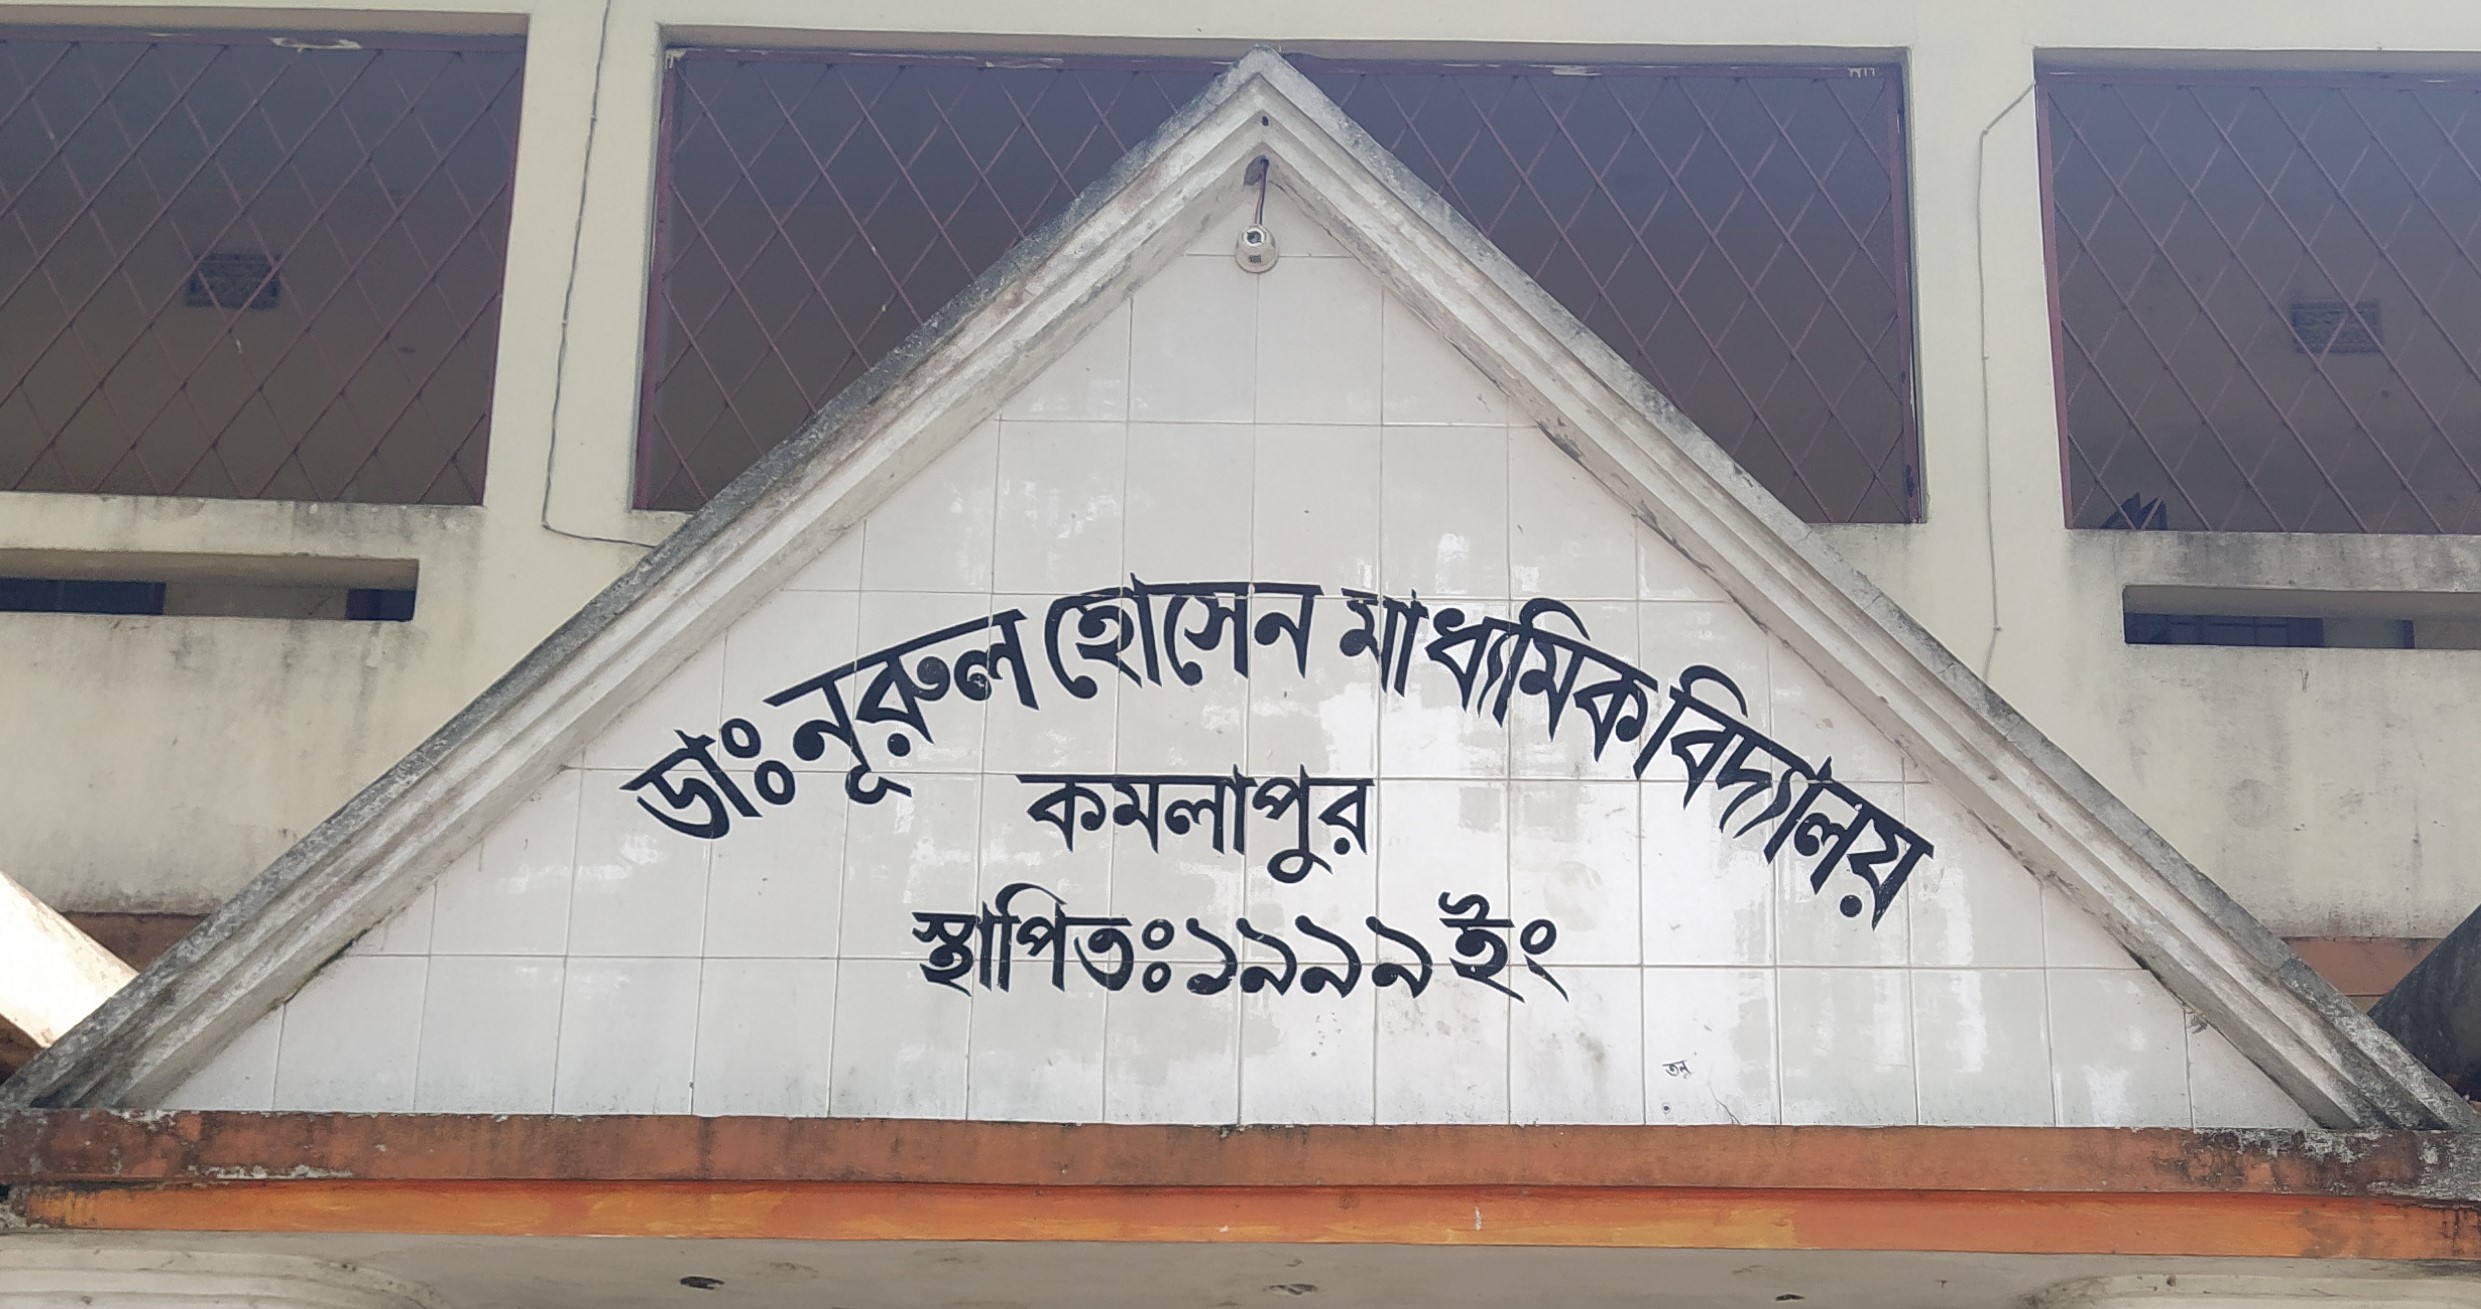 ডাঃ নূরুল হোসেন মাধ্যমিক বিদ্যালয়
কমলাপুর
স্থাপিতঃ ১৯৯৯ ইং